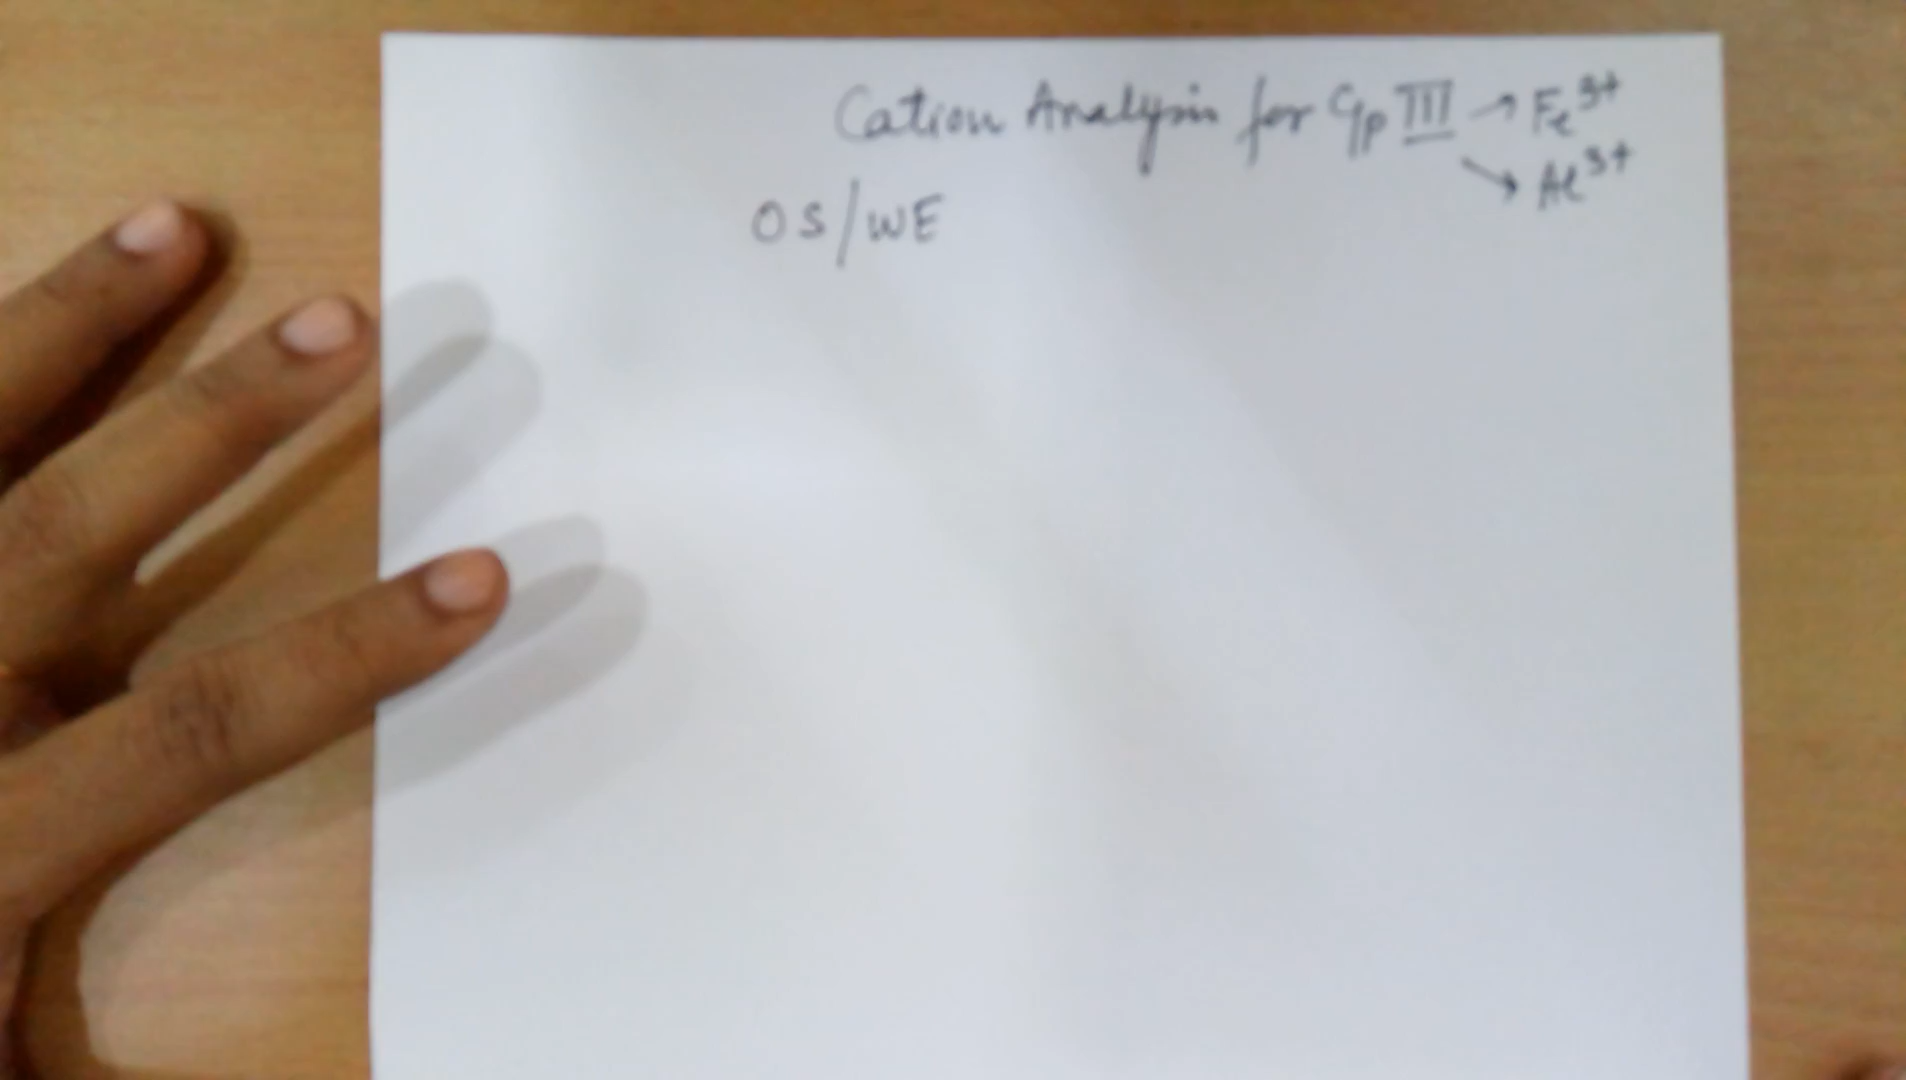 Cation Analysis for Gp III → Fe³⁺
↘ Al³⁺
OS/WE